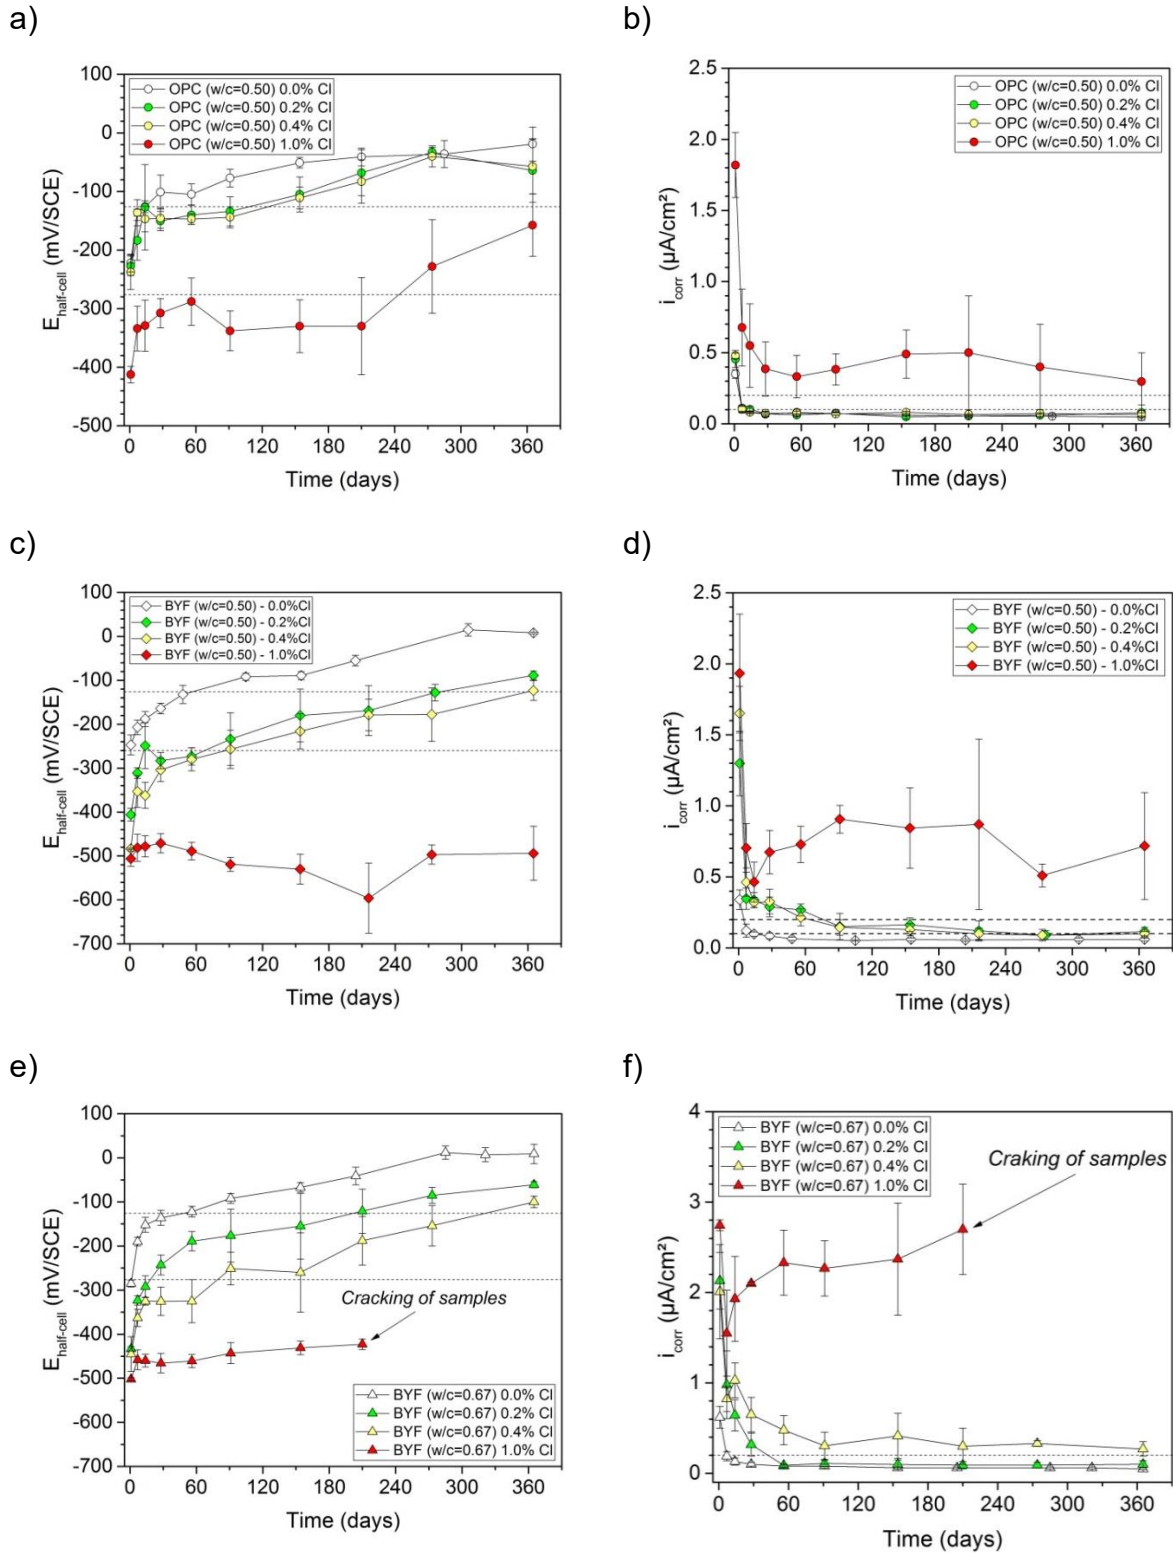 a)
b)
E half-cell (mV/SCE)
100
0
-100
-200
-300
-400
-500
OPC (w/c=0.50) 0.0% Cl
OPC (w/c=0.50) 0.2% Cl
OPC (w/c=0.50) 0.4% Cl
OPC (w/c=0.50) 1.0% Cl
0 60 120 180 240 300 360
Time (days)
i corr (µA/cm²)
2.5
2.0
1.5
1.0
0.5
0.0
OPC (w/c=0.50) 0.0% Cl
OPC (w/c=0.50) 0.2% Cl
OPC (w/c=0.50) 0.4% Cl
OPC (w/c=0.50) 1.0% Cl
0 60 120 180 240 300 360
Time (days)
c)
d)
E half-cell (mV/SCE)
100
0
-100
-200
-300
-400
-500
-600
-700
BYF (w/c=0.50) - 0.0%Cl
BYF (w/c=0.50) - 0.2%Cl
BYF (w/c=0.50) - 0.4%Cl
BYF (w/c=0.50) - 1.0%Cl
0 60 120 180 240 300 360
Time (days)
i corr (µA/cm²)
2.5
2.0
1.5
1.0
0.5
0.0
BYF (w/c=0.50) - 0.0%Cl
BYF (w/c=0.50) - 0.2%Cl
BYF (w/c=0.50) - 0.4%Cl
BYF (w/c=0.50) - 1.0%Cl
0 60 120 180 240 300 360
Time (days)
e)
f)
E half-cell (mV/SCE)
100
0
-100
-200
-300
-400
-500
-600
-700
Cracking of samples
BYF (w/c=0.67) 0.0% Cl
BYF (w/c=0.67) 0.2% Cl
BYF (w/c=0.67) 0.4% Cl
BYF (w/c=0.67) 1.0% Cl
0 60 120 180 240 300 360
Time (days)
i corr (µA/cm²)
4
3
2
1
0
BYF (w/c=0.67) 0.0% Cl
BYF (w/c=0.67) 0.2% Cl
BYF (w/c=0.67) 0.4% Cl
BYF (w/c=0.67) 1.0% Cl
Craking of samples
0 60 120 180 240 300 360
Time (days)